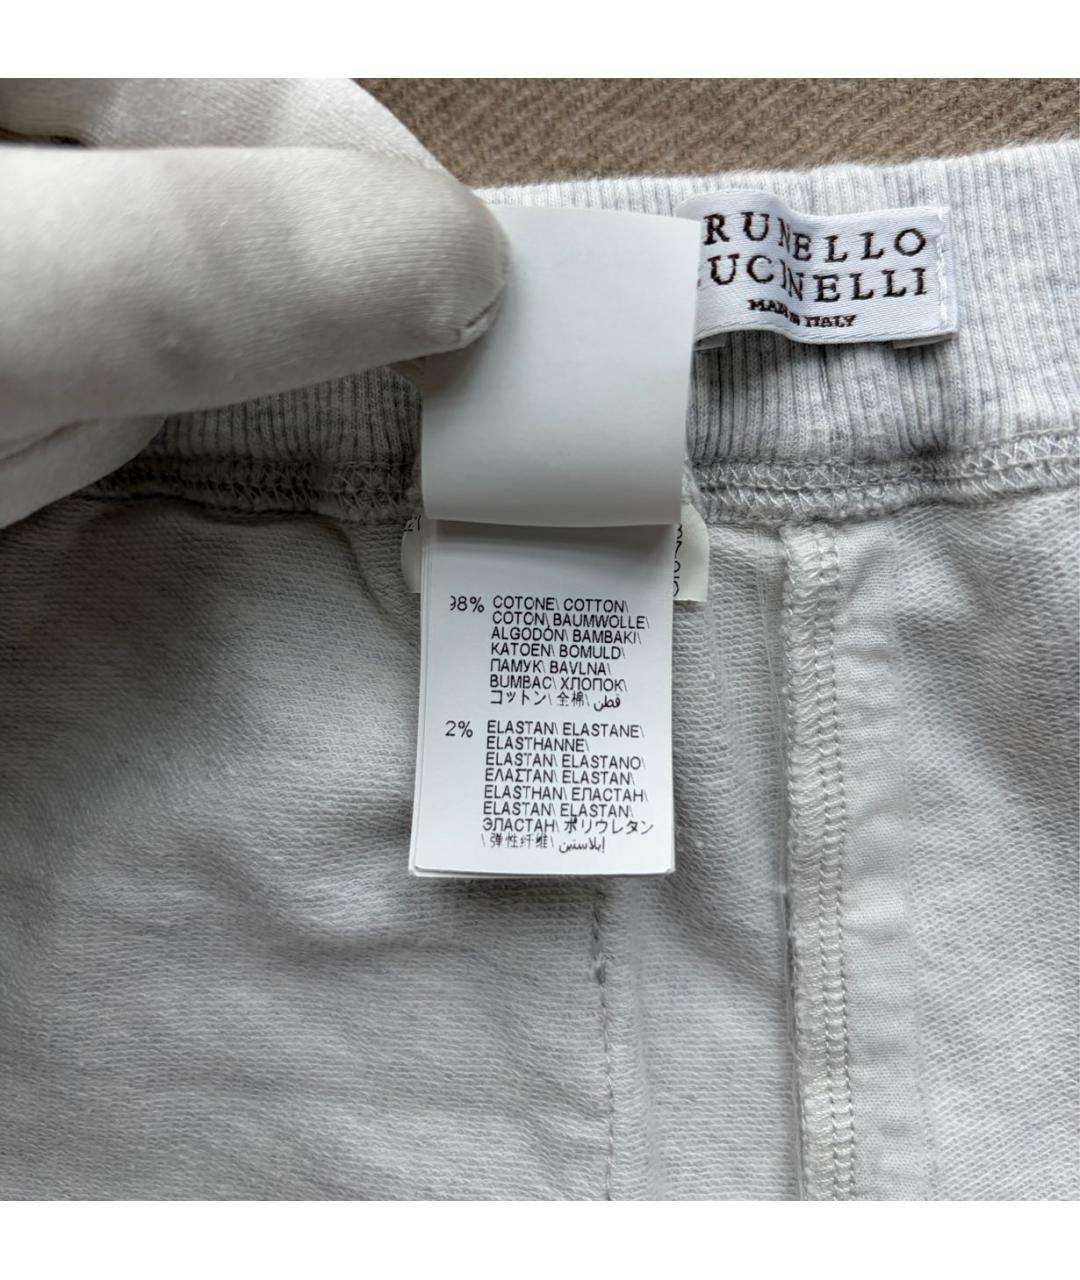 RUNELLO
UCINELLI
MADE IN ITALY
98% COTONE\ COTTON\
COTON\ BAUMWOLLE\
ALGODÓN\ BAMBAKI\
KATOEN\ BOMULD\
ПАМУК\ BAVLNA\
BUMBAC\ ХЛОПОК\
コットン\ 全棉\ قطن
2% ELASTAN\ ELASTANE\
ELASTHANNE\
ELASTAN\ ELASTANO\
ΕΛΑΣΤΑΝ\ ELASTAN\
ELASTHAN\ ЕЛАСТАН\
ELASTAN\ ELASTAN\
ЭЛАСТАН\ ポリウレタン
\ 弹性纤维\ إيلاستين